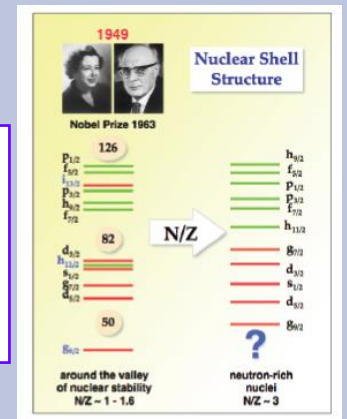 1949
Nuclear Shell
Structure
Nobel Prize 1963
126
p1/2
f5/2
i13/2
p3/2
h9/2
f7/2
82
d3/2
h11/2
s1/2
g7/2
d5/2
50
g9/2
around the valley
of nuclear stability
N/Z ~ 1 - 1.6
N/Z
h9/2
f5/2
p1/2
p3/2
f7/2
h11/2
g7/2
d3/2
s1/2
d5/2
g9/2
?
neutron-rich
nuclei
N/Z ~ 3